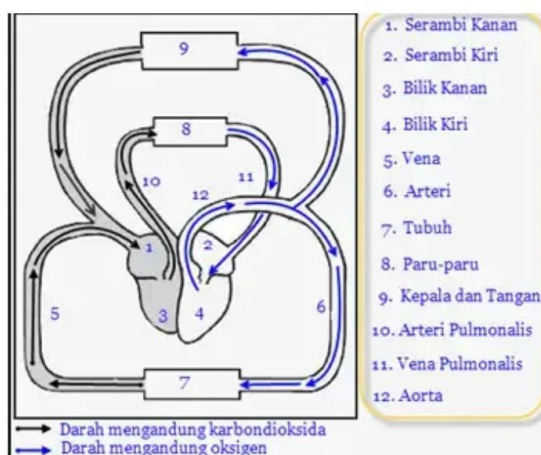 9
8
10
11
12
1
2
5
3
4
6
7
Darah mengandung karbondioksida
Darah mengandung oksigen
1. Serambi Kanan
2. Serambi Kiri
3. Bilik Kanan
4. Bilik Kiri
5. Vena
6. Arteri
7. Tubuh
8. Paru-paru
9. Kepala dan Tangan
10. Arteri Pulmonalis
11. Vena Pulmonalis
12. Aorta